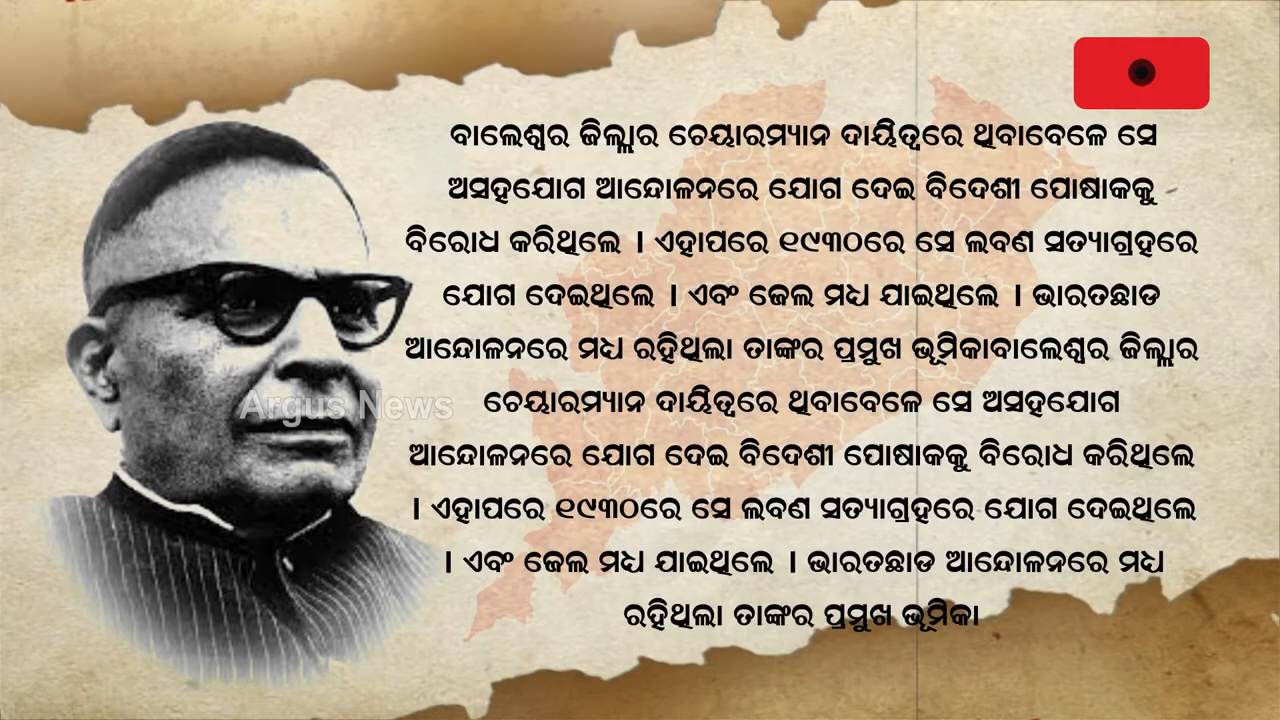 ବାଲେଶ୍ୱର ଜିଲ୍ଲାର ଚେୟାରମ୍ୟାନ ଦାୟିତ୍ୱରେ ଥିବାବେଳେ ସେ
ଅସହଯୋଗ ଆନ୍ଦୋଳନରେ ଯୋଗ ଦେଇ ବିଦେଶୀ ପୋଷାକକୁ
ବିରୋଧ କରିଥିଲେ । ଏହାପରେ ୧୯୩୦ରେ ସେ ଲବଣ ସତ୍ୟାଗ୍ରହରେ
ଯୋଗ ଦେଇଥିଲେ । ଏବଂ ଜେଲ ମଧ୍ୟ ଯାଇଥିଲେ । ଭାରତଛାଡ
ଆନ୍ଦୋଳନରେ ମଧ୍ୟ ରହିଥିଲା ତାଙ୍କର ପ୍ରମୁଖ ଭୂମିକାବାଲେଶ୍ୱର ଜିଲ୍ଲାର
ଚେୟାରମ୍ୟାନ ଦାୟିତ୍ୱରେ ଥିବାବେଳେ ସେ ଅସହଯୋଗ
ଆନ୍ଦୋଳନରେ ଯୋଗ ଦେଇ ବିଦେଶୀ ପୋଷାକକୁ ବିରୋଧ କରିଥିଲେ
। ଏହାପରେ ୧୯୩୦ରେ ସେ ଲବଣ ସତ୍ୟାଗ୍ରହରେ ଯୋଗ ଦେଇଥିଲେ
। ଏବଂ ଜେଲ ମଧ୍ୟ ଯାଇଥିଲେ । ଭାରତଛାଡ ଆନ୍ଦୋଳନରେ ମଧ୍ୟ
ରହିଥିଲା ତାଙ୍କର ପ୍ରମୁଖ ଭୂମିକା
Argus News